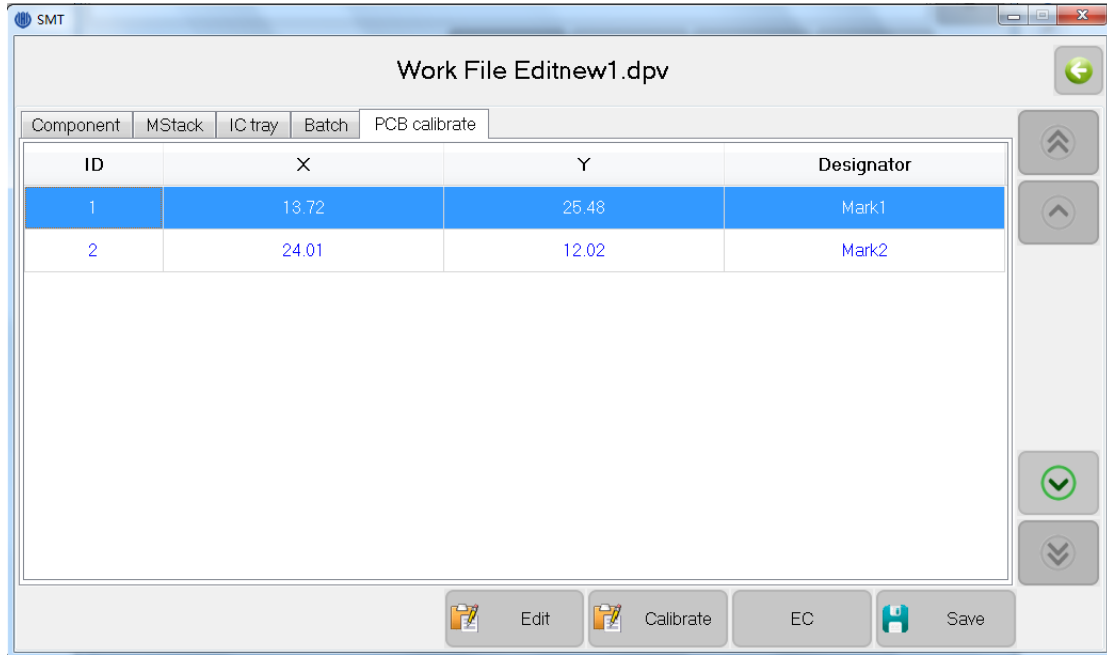 SMT
Work File Editnew1.dpv
Component MStack IC tray Batch PCB calibrate
ID X Y Designator
1 13.72 25.48 Mark1
2 24.01 12.02 Mark2
Edit Calibrate EC Save